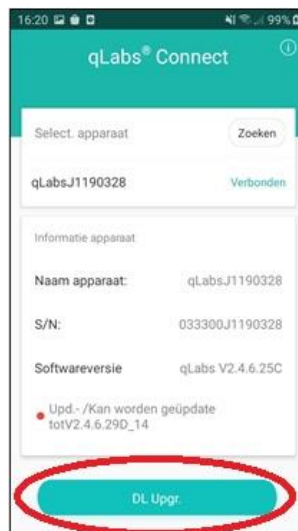 16:20 99%
qLabs® Connect
Select. apparaat Zoeken
qLabsJ1190328 Verbonden
Informatie apparaat
Naam apparaat: qLabsJ1190328
S/N: 033300J1190328
Softwareversie qLabs V2.4.6.25C
Upd.- /Kan worden geüpdate
totV2.4.6.29D_14
DL Upgr.